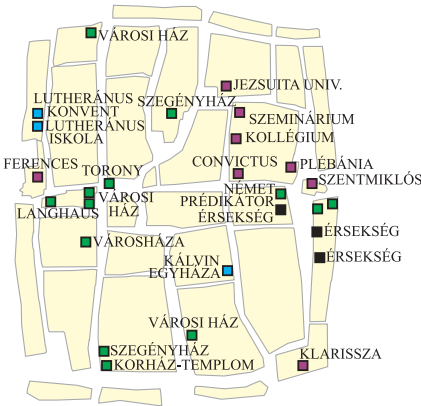 VÁROSI HÁZ
JEZSUITA UNIV.
LUTHERÁNUS
KONVENT
LUTHERÁNUS
ISKOLA
SZEGÉNYHÁZ
SZEMINÁRIUM
KOLLÉGIUM
FERENCES
TORONY
CONVICTUS
PLÉBÁNIA
SZENTMIKLÓS
LANGHAUS
VÁROSI
HÁZ
NÉMET
PRÉDIKÁTOR
ÉRSEKSÉG
VÁROSHÁZA
ÉRSEKSÉG
KÁLVIN
EGYHÁZA
ÉRSEKSÉG
VÁROSI HÁZ
SZEGÉNYHÁZ
KORHÁZ-TEMPLOM
KLARISSZA